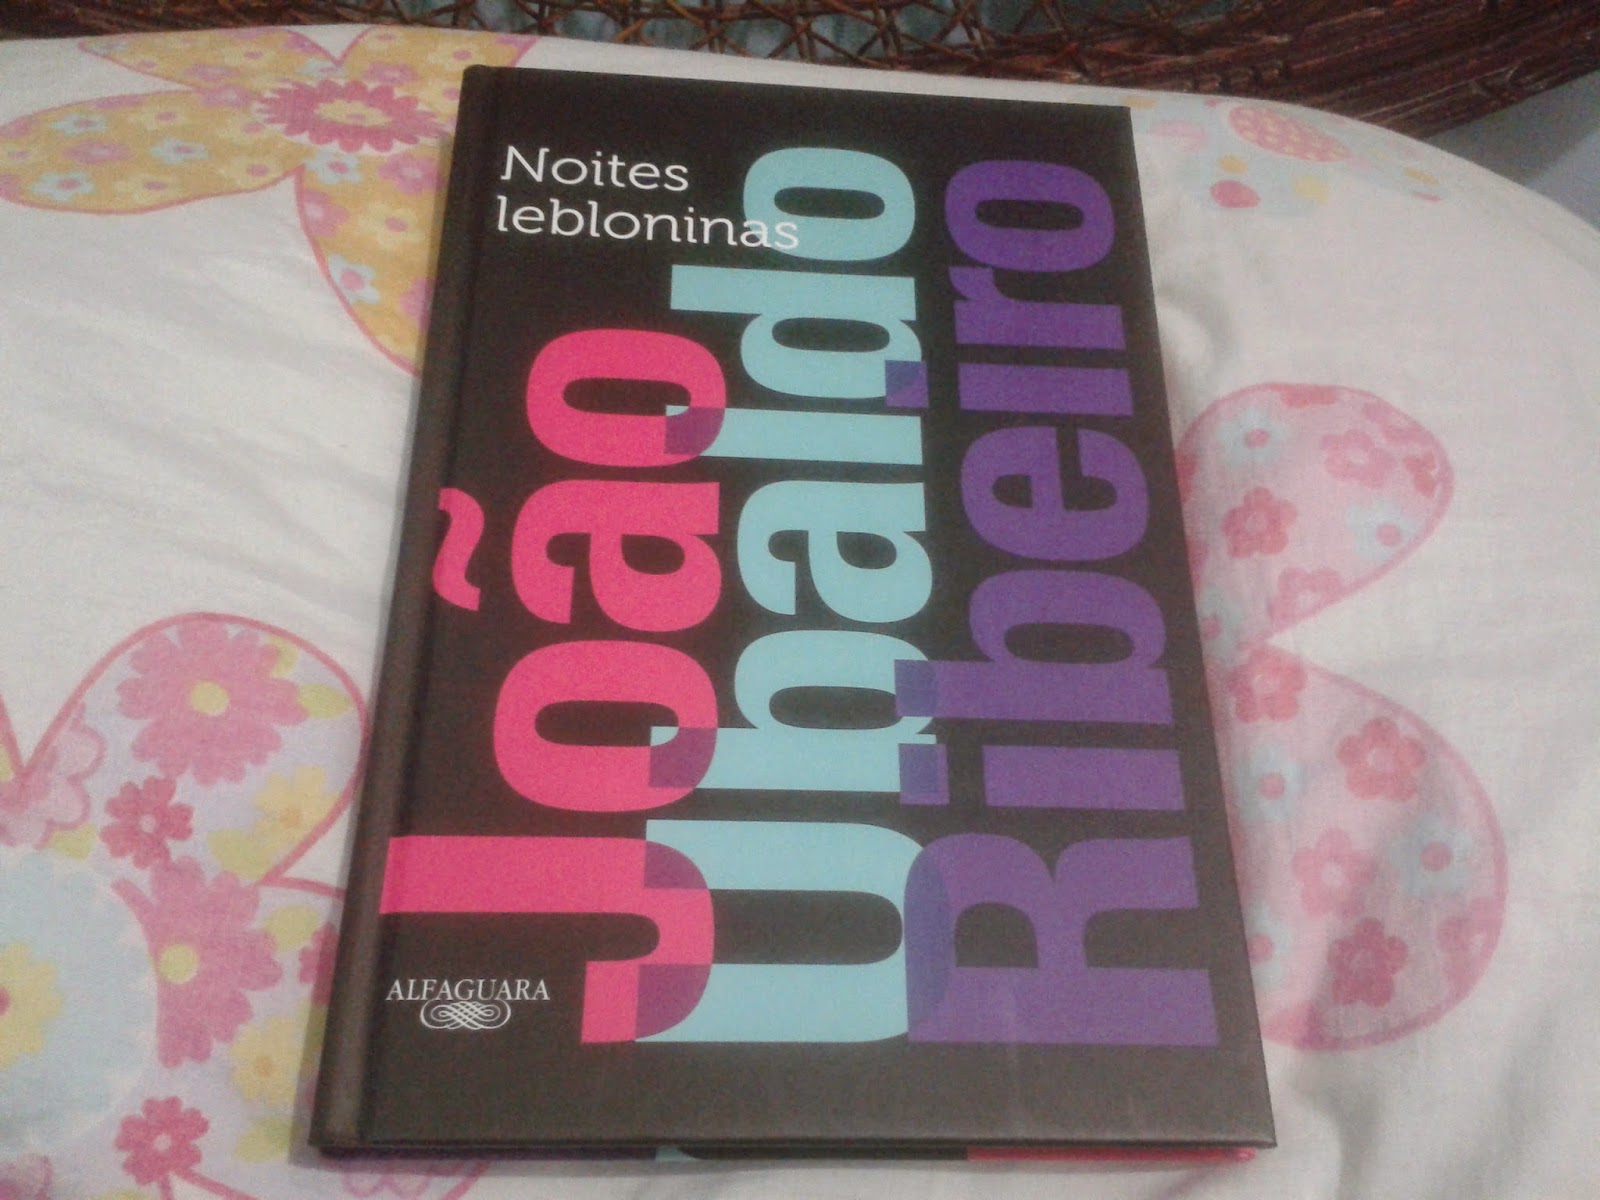 Noites
lebloninas
João
Ubaldo
Ribeiro
ALFAGUARA